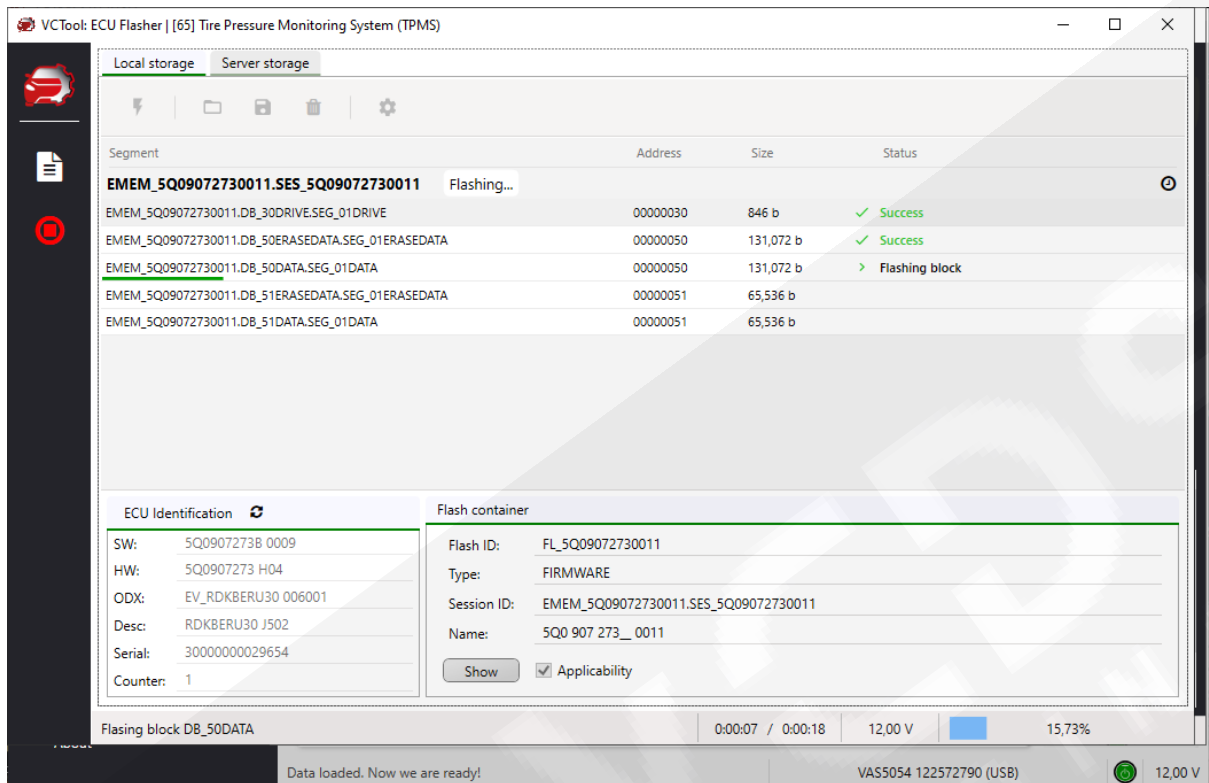 VCTool: ECU Flasher | [65] Tire Pressure Monitoring System (TPMS)
Local storage Server storage
Segment Address Size Status
EMEM_5Q09072730011.SES_5Q09072730011 Flashing...
EMEM_5Q09072730011.DB_30DRIVE.SEG_01DRIVE 00000030 846 b Success
EMEM_5Q09072730011.DB_50ERASEDATA.SEG_01ERASEDATA 00000050 131,072 b Success
EMEM_5Q09072730011.DB_50DATA.SEG_01DATA 00000050 131,072 b Flashing block
EMEM_5Q09072730011.DB_51ERASEDATA.SEG_01ERASEDATA 00000051 65,536 b
EMEM_5Q09072730011.DB_51DATA.SEG_01DATA 00000051 65,536 b
ECU Identification
SW: 5Q0907273B 0009
HW: 5Q0907273 H04
ODX: EV_RDKBERU30 006001
Desc: RDKBERU30 J502
Serial: 30000000029654
Counter: 1
Flash container
Flash ID: FL_5Q09072730011
Type: FIRMWARE
Session ID: EMEM_5Q09072730011.SES_5Q09072730011
Name: 5Q0 907 273__ 0011
Show Applicability
Flasing block DB_50DATA 0:00:07 / 0:00:18 12,00 V 15,73%
Data loaded. Now we are ready! VAS5054 122572790 (USB) 12,00 V